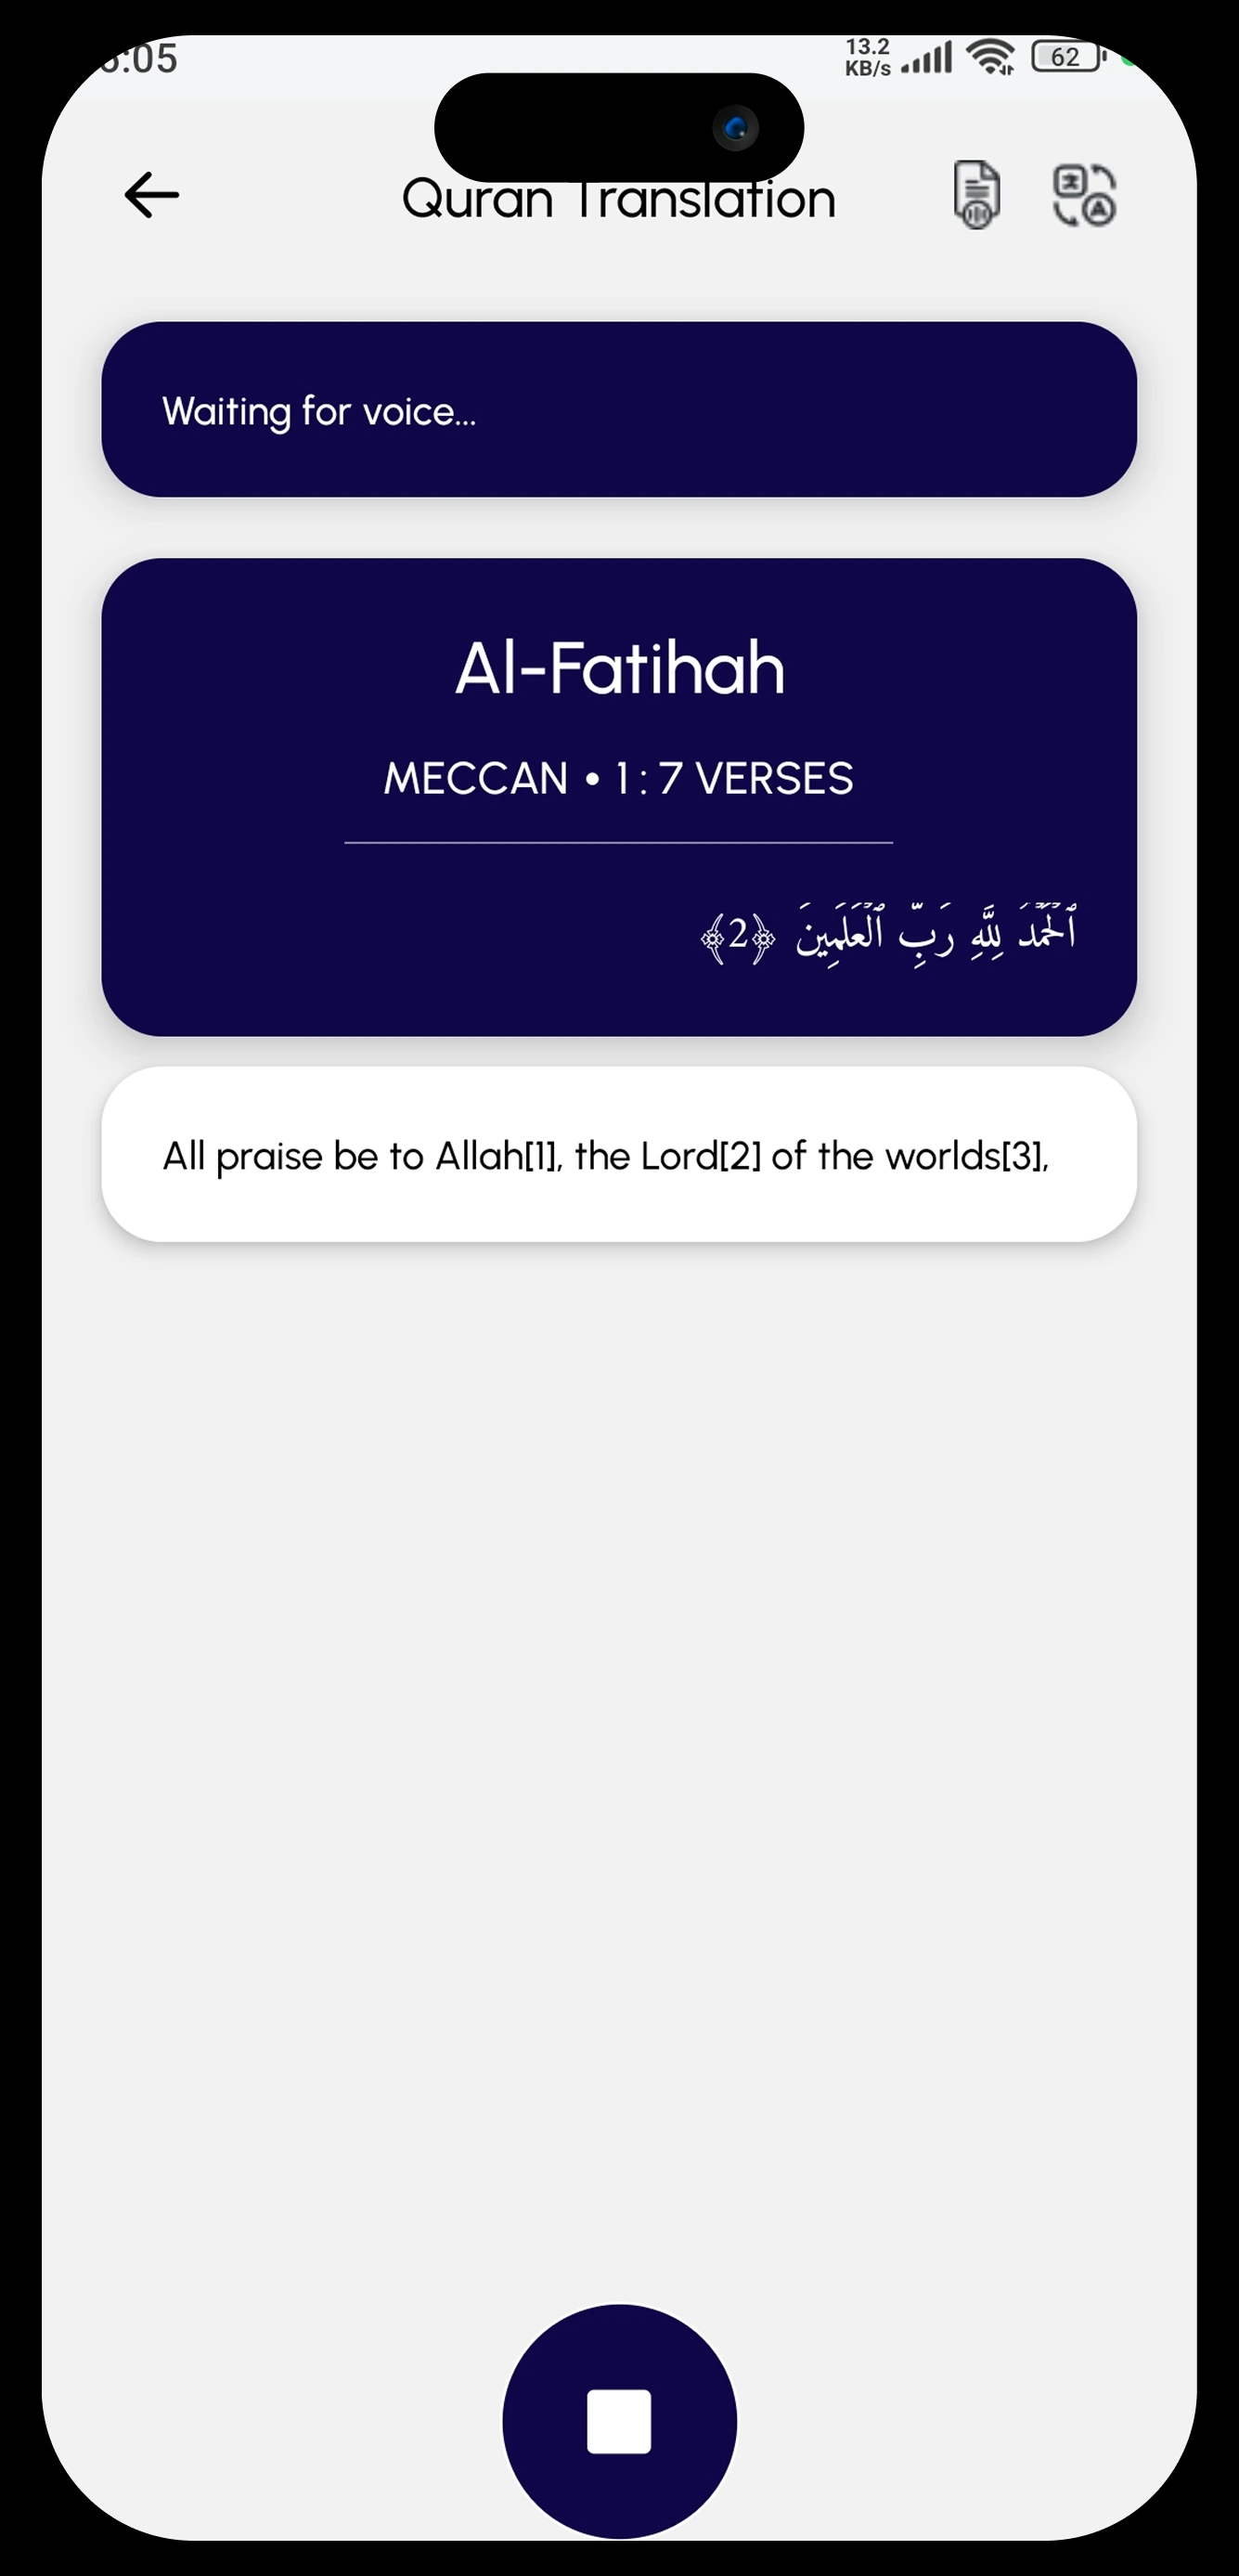 :05
13.2
KB/s
62
Quran Translation
Waiting for voice...
Al-Fatihah
MECCAN • 1 : 7 VERSES
ٱلْحَمْدُ لِلَّهِ رَبِّ ٱلْعَٰلَمِينَ ﴿2﴾
All praise be to Allah[1], the Lord[2] of the worlds[3],